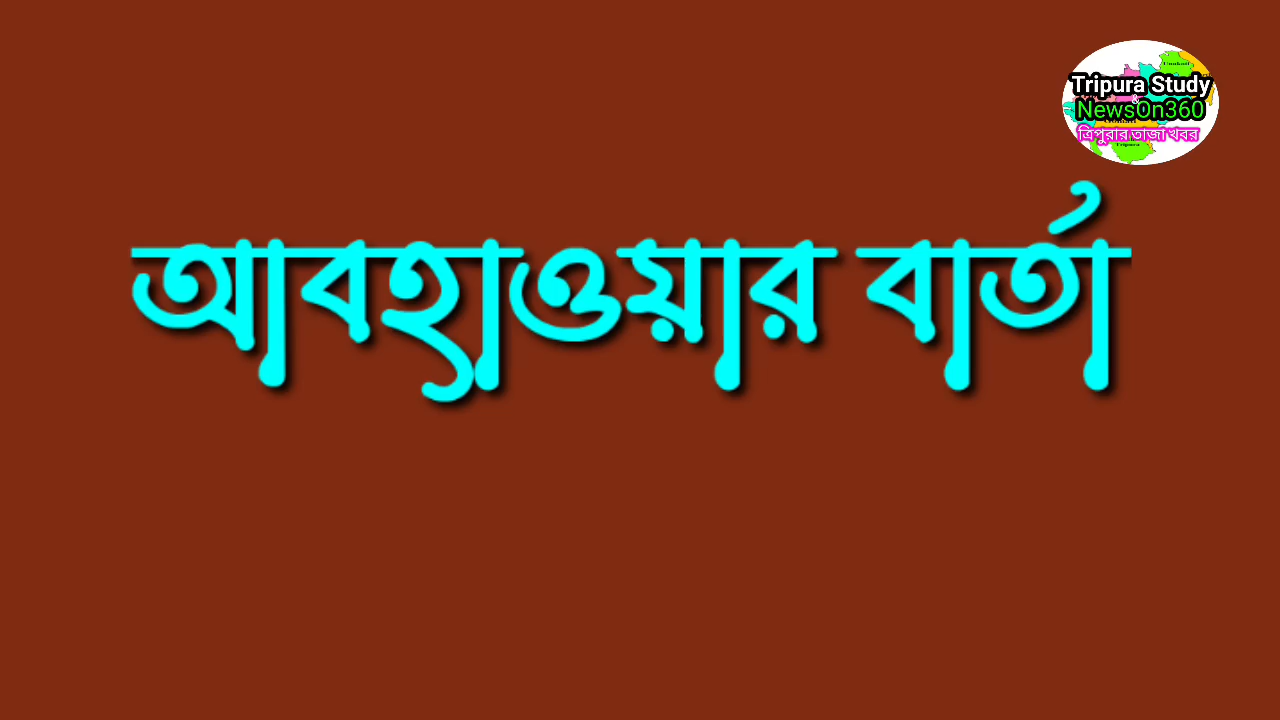 Tripura Study
&
NewsOn360
ত্রিপুরার তাজা খবর
আবহাওয়ার বার্তা